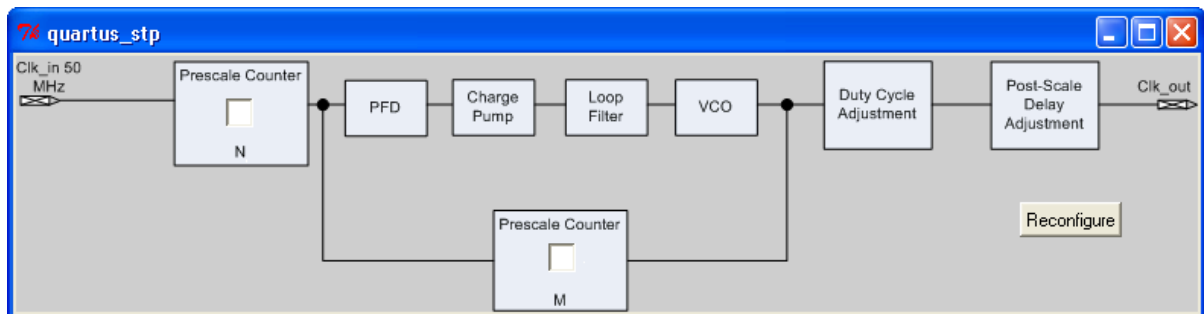 quartus_stp
Clk_in 50
MHz
Prescale Counter
N
PFD
Charge
Pump
Loop
Filter
VCO
Duty Cycle
Adjustment
Post-Scale
Delay
Adjustment
Clk_out
Prescale Counter
M
Reconfigure